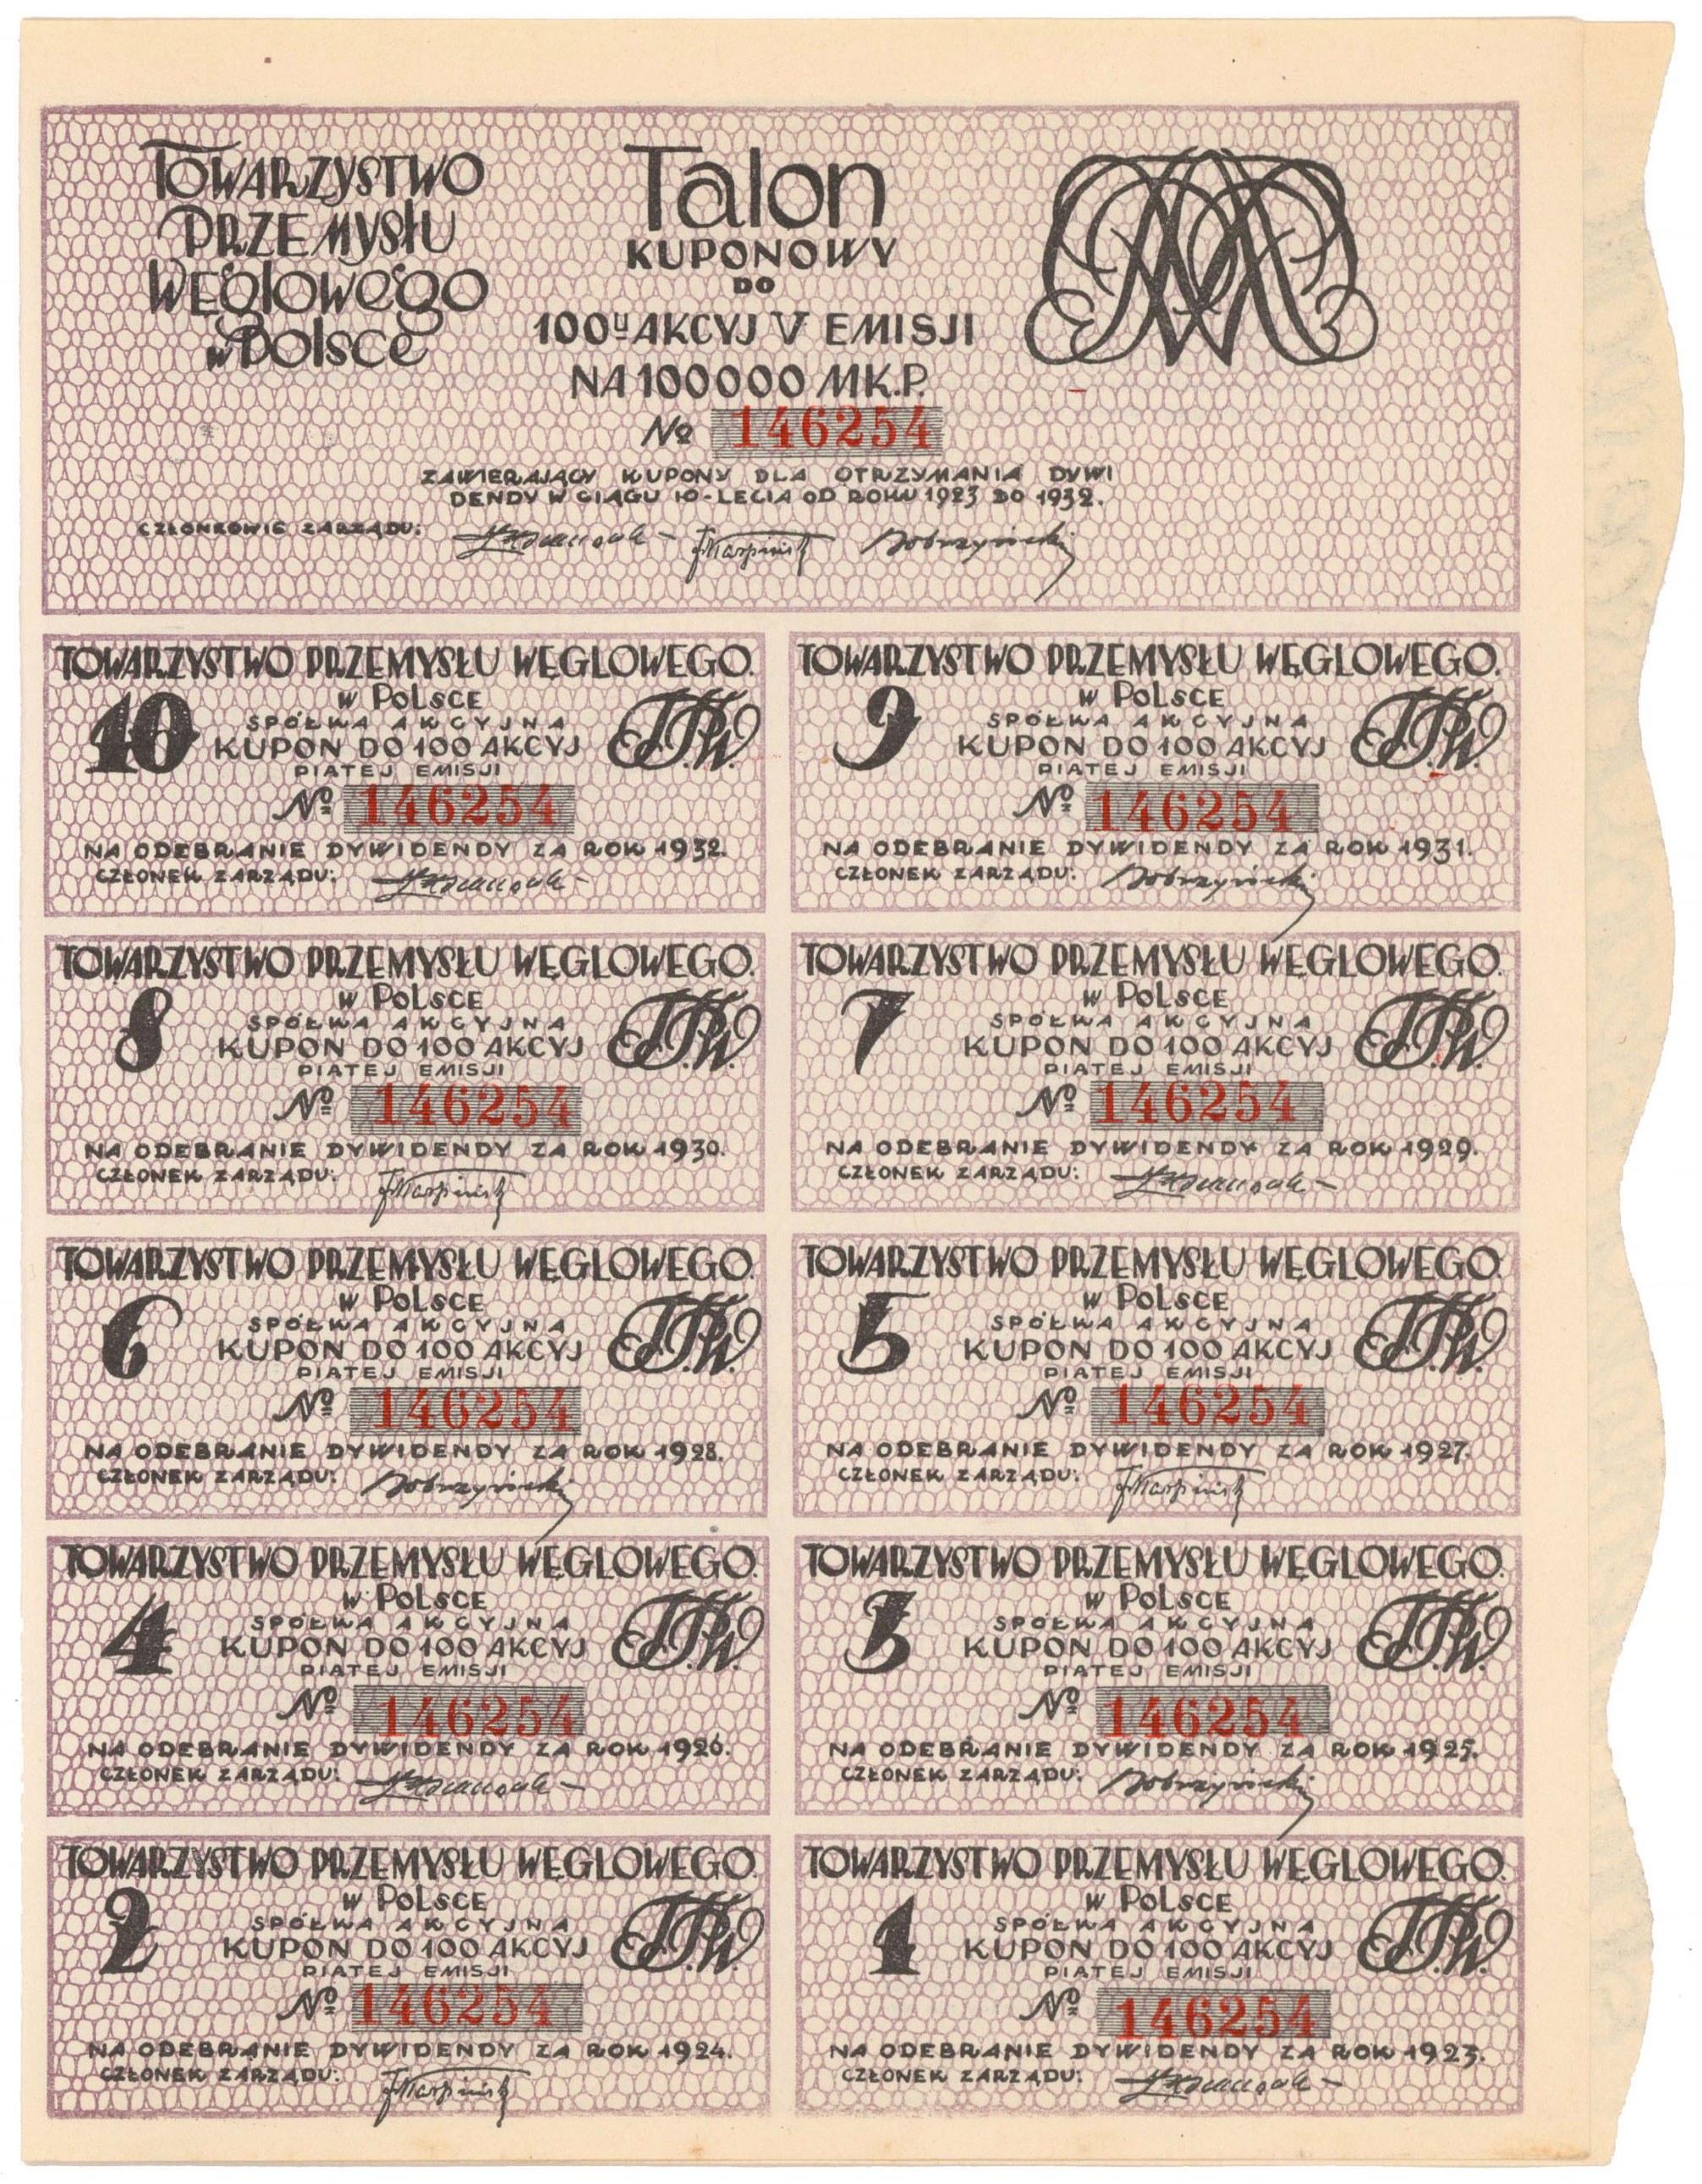 TOWARZYSTWO
PRZEMYSŁU
WĘGLOWEGO
W POLSCE
Talon
KUPONOWY
DO
100U AKCYJ V EMISJI
NA 100000 MK.P.
No 146254
ZAWIERAJĄCY KUPONY DLA OTRZYMANIA DYWI
DENDY W CIĄGU 10-LECIA OD ROKU 1923 DO 1932.
CZŁONKOWIE ZARZĄDU:
TOWARZYSTWO PRZEMYSŁU WĘGLOWEGO.
W POLSCE
10
SPÓŁKA AKCYJNA
KUPON DO 100 AKCYJ
T.P.W.
PIATEJ EMISJI
No 146254
NA ODEBRANIE DYWIDENDY ZA ROK 1932.
CZŁONEK ZARZĄDU:
TOWARZYSTWO PRZEMYSŁU WĘGLOWEGO.
W POLSCE
9
SPÓŁKA AKCYJNA
KUPON DO 100 AKCYJ
T.P.W.
PIATEJ EMISJI
No 146254
NA ODEBRANIE DYWIDENDY ZA ROK 1931.
CZŁONEK ZARZĄDU:
TOWARZYSTWO PRZEMYSŁU WĘGLOWEGO.
W POLSCE
8
SPÓŁKA AKCYJNA
KUPON DO 100 AKCYJ
T.P.W.
PIATEJ EMISJI
No 146254
NA ODEBRANIE DYWIDENDY ZA ROK 1930.
CZŁONEK ZARZĄDU:
TOWARZYSTWO PRZEMYSŁU WĘGLOWEGO.
W POLSCE
7
SPÓŁKA AKCYJNA
KUPON DO 100 AKCYJ
T.P.W.
PIATEJ EMISJI
No 146254
NA ODEBRANIE DYWIDENDY ZA ROK 1929.
CZŁONEK ZARZĄDU:
TOWARZYSTWO PRZEMYSŁU WĘGLOWEGO.
W POLSCE
6
SPÓŁKA AKCYJNA
KUPON DO 100 AKCYJ
T.P.W.
PIATEJ EMISJI
No 146254
NA ODEBRANIE DYWIDENDY ZA ROK 1928.
CZŁONEK ZARZĄDU:
TOWARZYSTWO PRZEMYSŁU WĘGLOWEGO.
W POLSCE
5
SPÓŁKA AKCYJNA
KUPON DO 100 AKCYJ
T.P.W.
PIATEJ EMISJI
No 146254
NA ODEBRANIE DYWIDENDY ZA ROK 1927.
CZŁONEK ZARZĄDU:
TOWARZYSTWO PRZEMYSŁU WĘGLOWEGO.
W POLSCE
4
SPÓŁKA AKCYJNA
KUPON DO 100 AKCYJ
T.P.W.
PIATEJ EMISJI
No 146254
NA ODEBRANIE DYWIDENDY ZA ROK 1926.
CZŁONEK ZARZĄDU:
TOWARZYSTWO PRZEMYSŁU WĘGLOWEGO.
W POLSCE
3
SPÓŁKA AKCYJNA
KUPON DO 100 AKCYJ
T.P.W.
PIATEJ EMISJI
No 146254
NA ODEBRANIE DYWIDENDY ZA ROK 1925.
CZŁONEK ZARZĄDU:
TOWARZYSTWO PRZEMYSŁU WĘGLOWEGO.
W POLSCE
2
SPÓŁKA AKCYJNA
KUPON DO 100 AKCYJ
T.P.W.
PIATEJ EMISJI
No 146254
NA ODEBRANIE DYWIDENDY ZA ROK 1924.
CZŁONEK ZARZĄDU:
TOWARZYSTWO PRZEMYSŁU WĘGLOWEGO.
W POLSCE
1
SPÓŁKA AKCYJNA
KUPON DO 100 AKCYJ
T.P.W.
PIATEJ EMISJI
No 146254
NA ODEBRANIE DYWIDENDY ZA ROK 1923.
CZŁONEK ZARZĄDU: